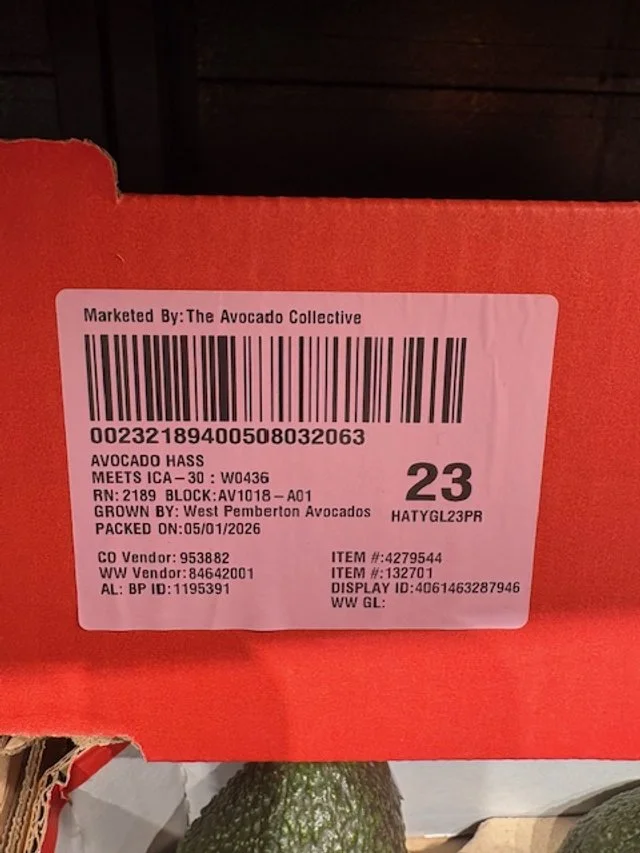 Marketed By:The Avocado Collective
00232189400508032063
AVOCADO HASS
MEETS ICA-30 : W0436
RN: 2189 BLOCK:AV1018-A01
GROWN BY: West Pemberton Avocados
PACKED ON:05/01/2026
23
HATYGL23PR
CO Vendor: 953882
WW Vendor:84642001
AL: BP ID:1195391
ITEM #:4279544
ITEM #:132701
DISPLAY ID:4061463287946
WW GL: